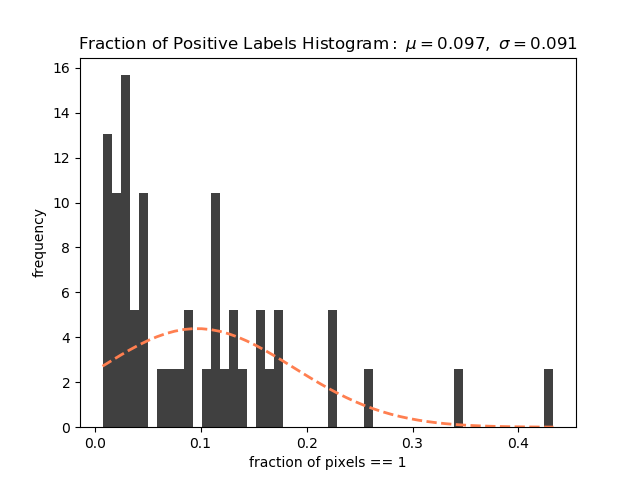 Fraction of Positive Labels Histogram: μ = 0.097, σ = 0.091
16
14
12
10
8
6
4
2
0
frequency
0.0 0.1 0.2 0.3 0.4
fraction of pixels == 1